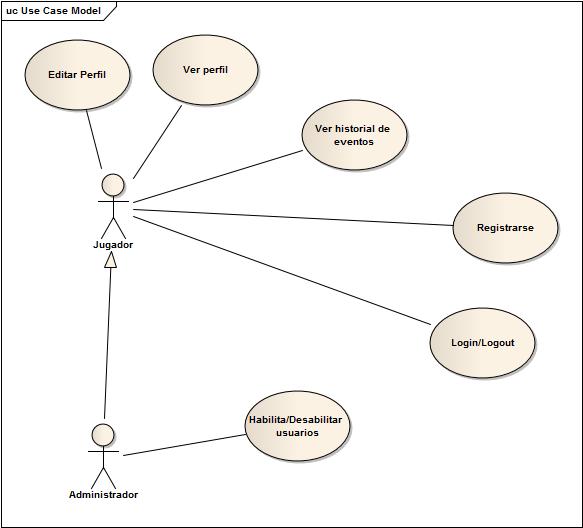 uc Use Case Model
Editar Perfil
Ver perfil
Ver historial de
eventos
Registrarse
Jugador
Login/Logout
Habilita/Desabilitar
usuarios
Administrador